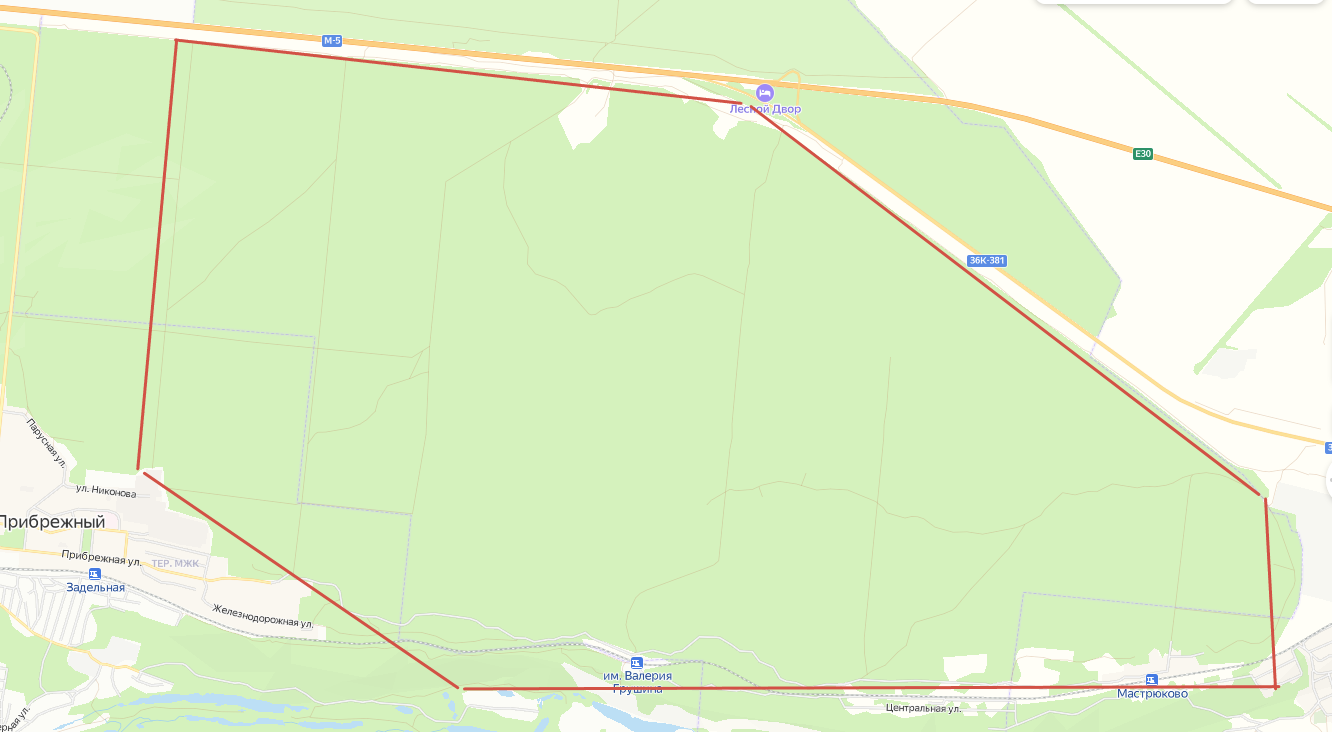 М-5
Лесной Двор
E30
36К-381
Парусная ул.
ул. Никонова
Прибрежный
Прибрежная ул.
ТЕР. МЖК
Задельная
Железнодорожная ул.
им. Валерия
Грушина
Мастрюково
Центральная ул.